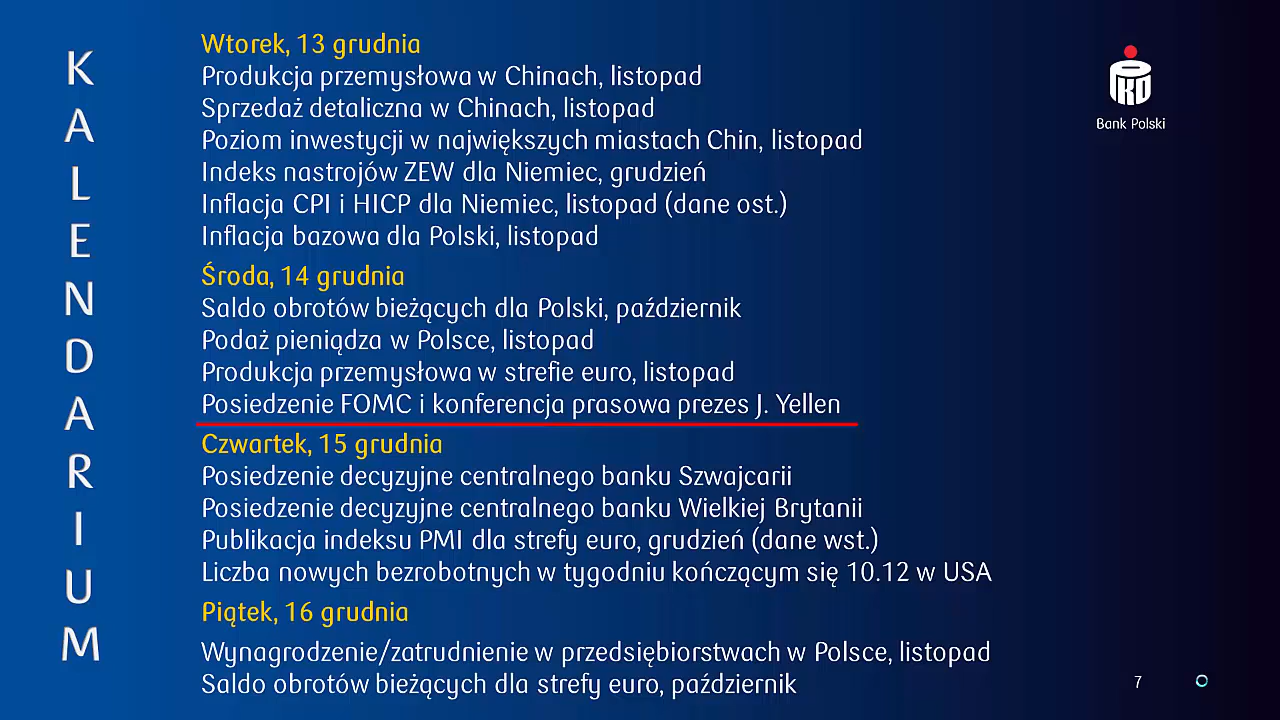 KALENDARIUM
Wtorek, 13 grudnia
Produkcja przemysłowa w Chinach, listopad
Sprzedaż detaliczna w Chinach, listopad
Poziom inwestycji w największych miastach Chin, listopad
Indeks nastrojów ZEW dla Niemiec, grudzień
Inflacja CPI i HICP dla Niemiec, listopad (dane ost.)
Inflacja bazowa dla Polski, listopad
Środa, 14 grudnia
Saldo obrotów bieżących dla Polski, październik
Podaż pieniądza w Polsce, listopad
Produkcja przemysłowa w strefie euro, listopad
Posiedzenie FOMC i konferencja prasowa prezes J. Yellen
Czwartek, 15 grudnia
Posiedzenie decyzyjne centralnego banku Szwajcarii
Posiedzenie decyzyjne centralnego banku Wielkiej Brytanii
Publikacja indeksu PMI dla strefy euro, grudzień (dane wst.)
Liczba nowych bezrobotnych w tygodniu kończącym się 10.12 w USA
Piątek, 16 grudnia
Wynagrodzenie/zatrudnienie w przedsiębiorstwach w Polsce, listopad
Saldo obrotów bieżących dla strefy euro, październik
PKO
Bank Polski
7